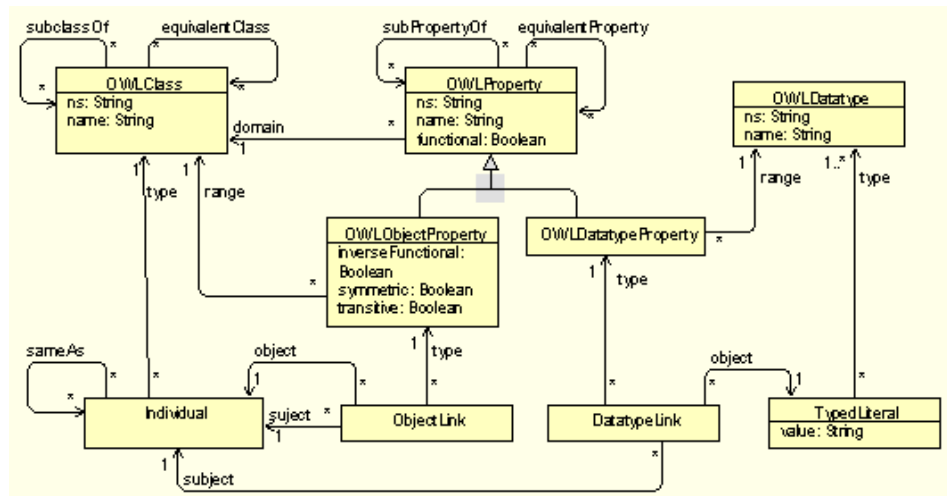 subclassOf * equivalentClass
subPropertyOf * * equivalentProperty
* * * *
OWLClass
ns: String
name: String
OWLProperty
ns: String
name: String
functional: Boolean
OWLDatatype
ns: String
name: String
domain *
1
1 type 1 range
1 range 1..* type
OWLObjectProperty
inverseFunctional:
Boolean
symmetric: Boolean
transitive: Boolean
OWLDatatypeProperty
*
1 type
*
1 type
sameAs * * object
1 * * *
object
* 1 *
*
Individual
suject *
1
ObjectLink
DatatypeLink
TypedLiteral
value: String
1 subject *